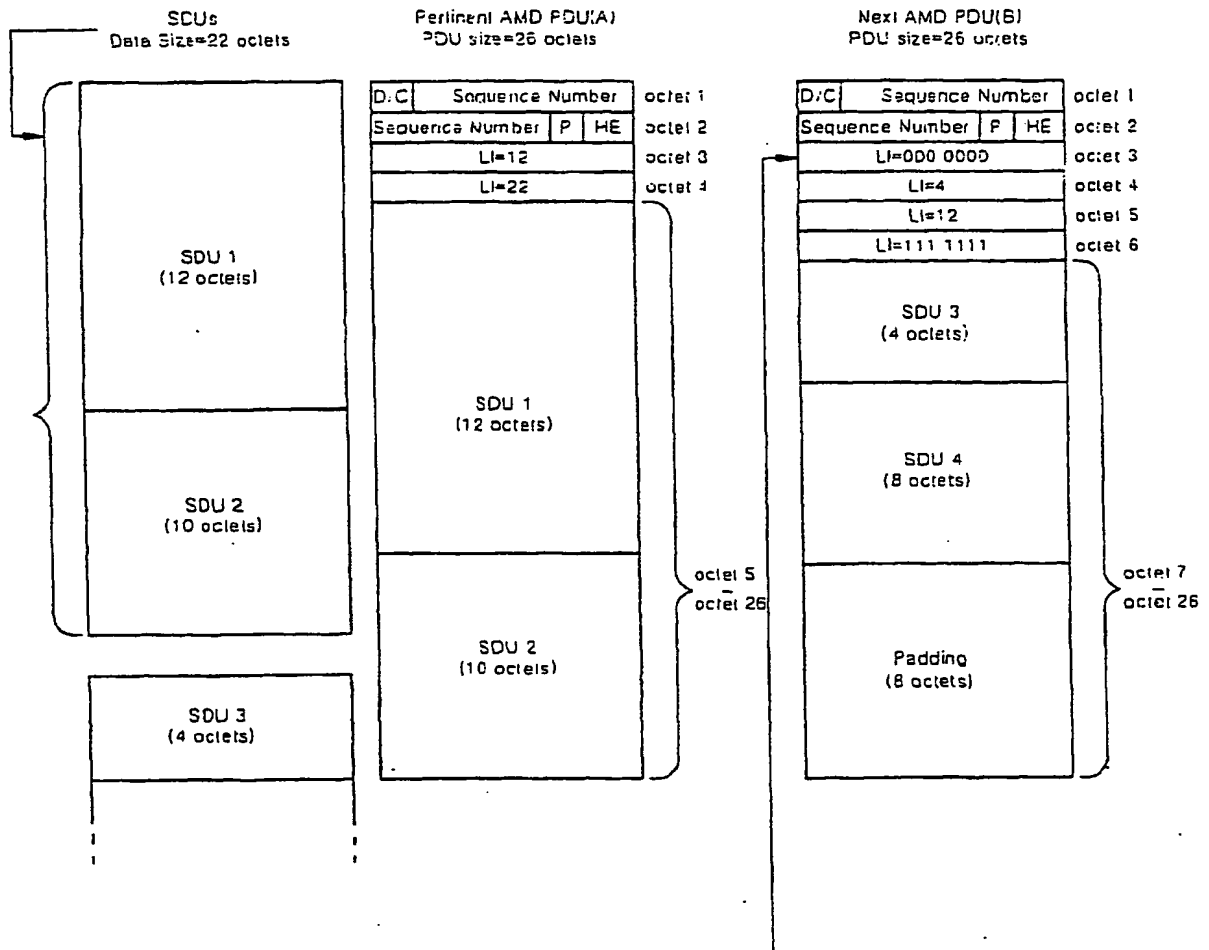 SDUs
Data Size=22 octets
SDU 1
(12 octets)
SDU 2
(10 octets)
SDU 3
(4 octets)
Pertinent AMD PDU(A)
PDU size=26 octets
D/C Sequence Number octet 1
Sequence Number P HE octet 2
LI=12 octet 3
LI=22 octet 4
SDU 1
(12 octets)
SDU 2
(10 octets)
octet 5
–
octet 26
Next AMD PDU(B)
PDU size=26 octets
D/C Sequence Number octet 1
Sequence Number P HE octet 2
LI=000 0000 octet 3
LI=4 octet 4
LI=12 octet 5
LI=111 1111 octet 6
SDU 3
(4 octets)
SDU 4
(8 octets)
Padding
(8 octets)
octet 7
–
octet 26